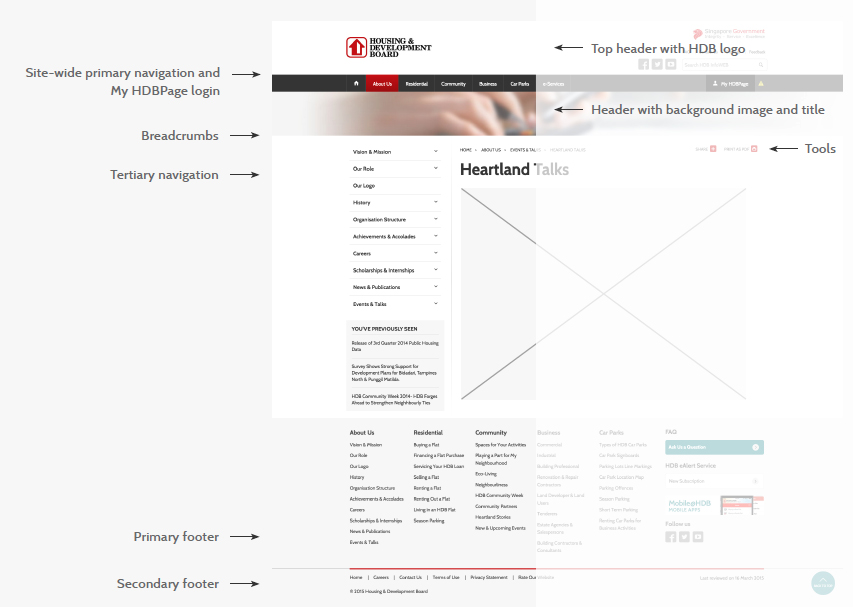 HOUSING &
DEVELOPMENT
BOARD
Singapore Government
Feedback
Top header with HDB logo
Site-wide primary navigation and
My HDBPage login
About Us Residential Community Business Car Parks e-Services My HDBPage
Header with background image and title
Breadcrumbs
HOME ABOUT US EVENTS & TALKS HEARTLAND TALKS
SHARE
Tools
Heartland Talks
Tertiary navigation
Vision & Mission
Our Role
Our Logo
History
Organisation Structure
Achievements & Accolades
Careers
Scholarships & Internships
News & Publications
Events & Talks
YOU'VE PREVIOUSLY SEEN
Release of 3rd Quarter 2014 Public Housing
Data
Survey Shows Strong Support for
Development Plans for Bidadari, Tampines
North & Punggol Matilda.
HDB Community Week 2014- HDB Forges
Ahead to Strengthen Neighbourly Ties
About Us
Vision & Mission
Our Role
Our Logo
History
Organisation Structure
Achievements & Accolades
Careers
Scholarships & Internships
News & Publications
Events & Talks
Residential
Buying a Flat
Financing a Flat Purchase
Servicing Your HDB Loan
Selling a Flat
Renting a Flat
Renting Out a Flat
Living in an HDB Flat
Season Parking
Community
Spaces for Your Activities
Playing a Part for My
Neighbourhood
Eco-Living
Neighbourliness
HDB Community Week
Community Partners
Heartland Stories
New & Upcoming Events
Business
Commercial
Industrial
Building Professional
Renovation & Repair
Contractors
Land Developers & Land
Users
Tenderers
Estate Agencies &
Salespersons
Building Contractors &
Consultants
Car Parks
Types of HDB Car Parks
Car Park Signboards
Parking Lots Line Markings
Car Park Locations Map
Parking Offences
Season Parking
Short Term Parking
Renting Car Parks for
Business Activities
FAQ
Ask Us a Question
HDB eAlert Service
New Subscription
Mobile@HDB
MOBILE APPS
Follow us
Primary footer
Secondary footer
Home | Careers | Contact Us | Terms of Use | Privacy Statement | Rate Our Website
Last reviewed on 16 March 2015
© 2015 Housing & Development Board